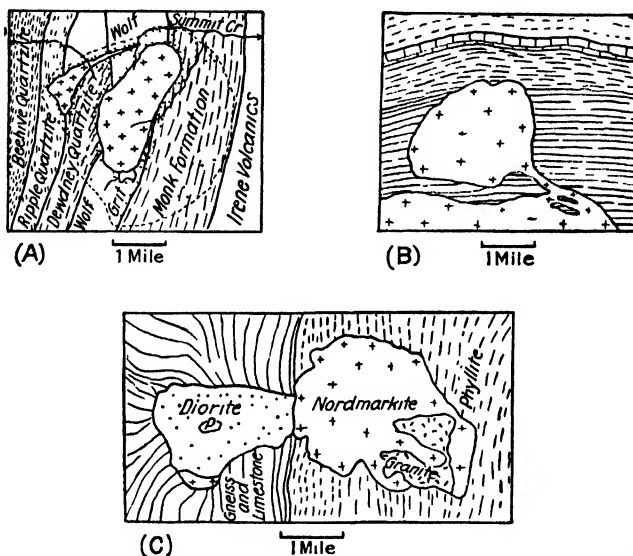 Wolf
Summit Cr
Beehive Quartzite
Ripple Quartzite
Dewdney Quartzite
Wolf
Grit
Monk Formation
Irene Volcanics
(A)
1 Mile
(B)
1 Mile
Diorite
P
Nordmarkite
Granite
Phyllite
Gneiss
and
Limestone
(C)
1 Mile